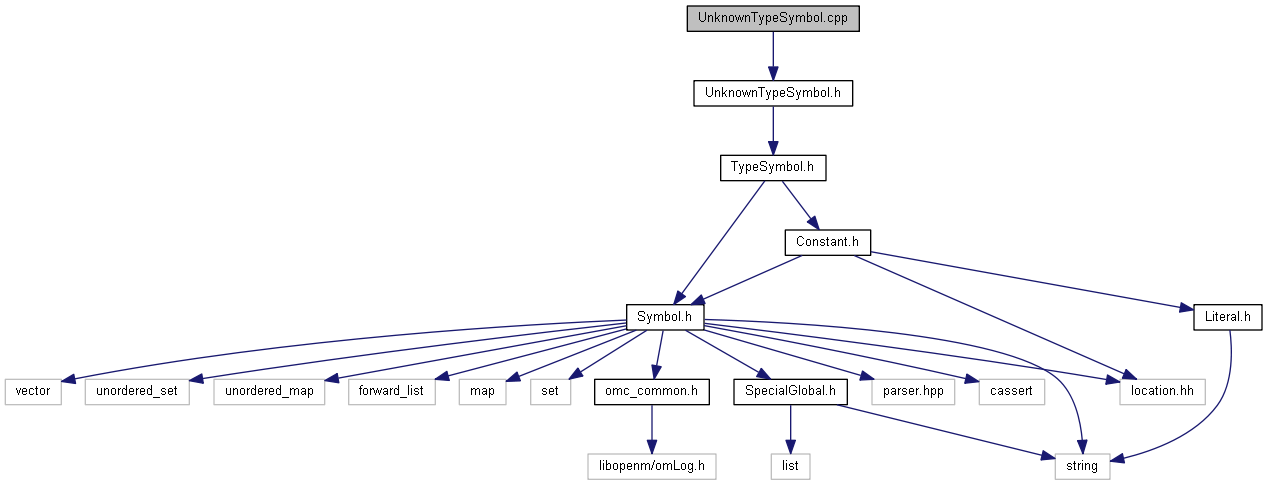 UnknownTypeSymbol.cpp
UnknownTypeSymbol.h
TypeSymbol.h
Constant.h
Symbol.h
Literal.h
vector
unordered_set
unordered_map
forward_list
map
set
omc_common.h
SpecialGlobal.h
parser.hpp
cassert
location.hh
libopenm/omLog.h
list
string